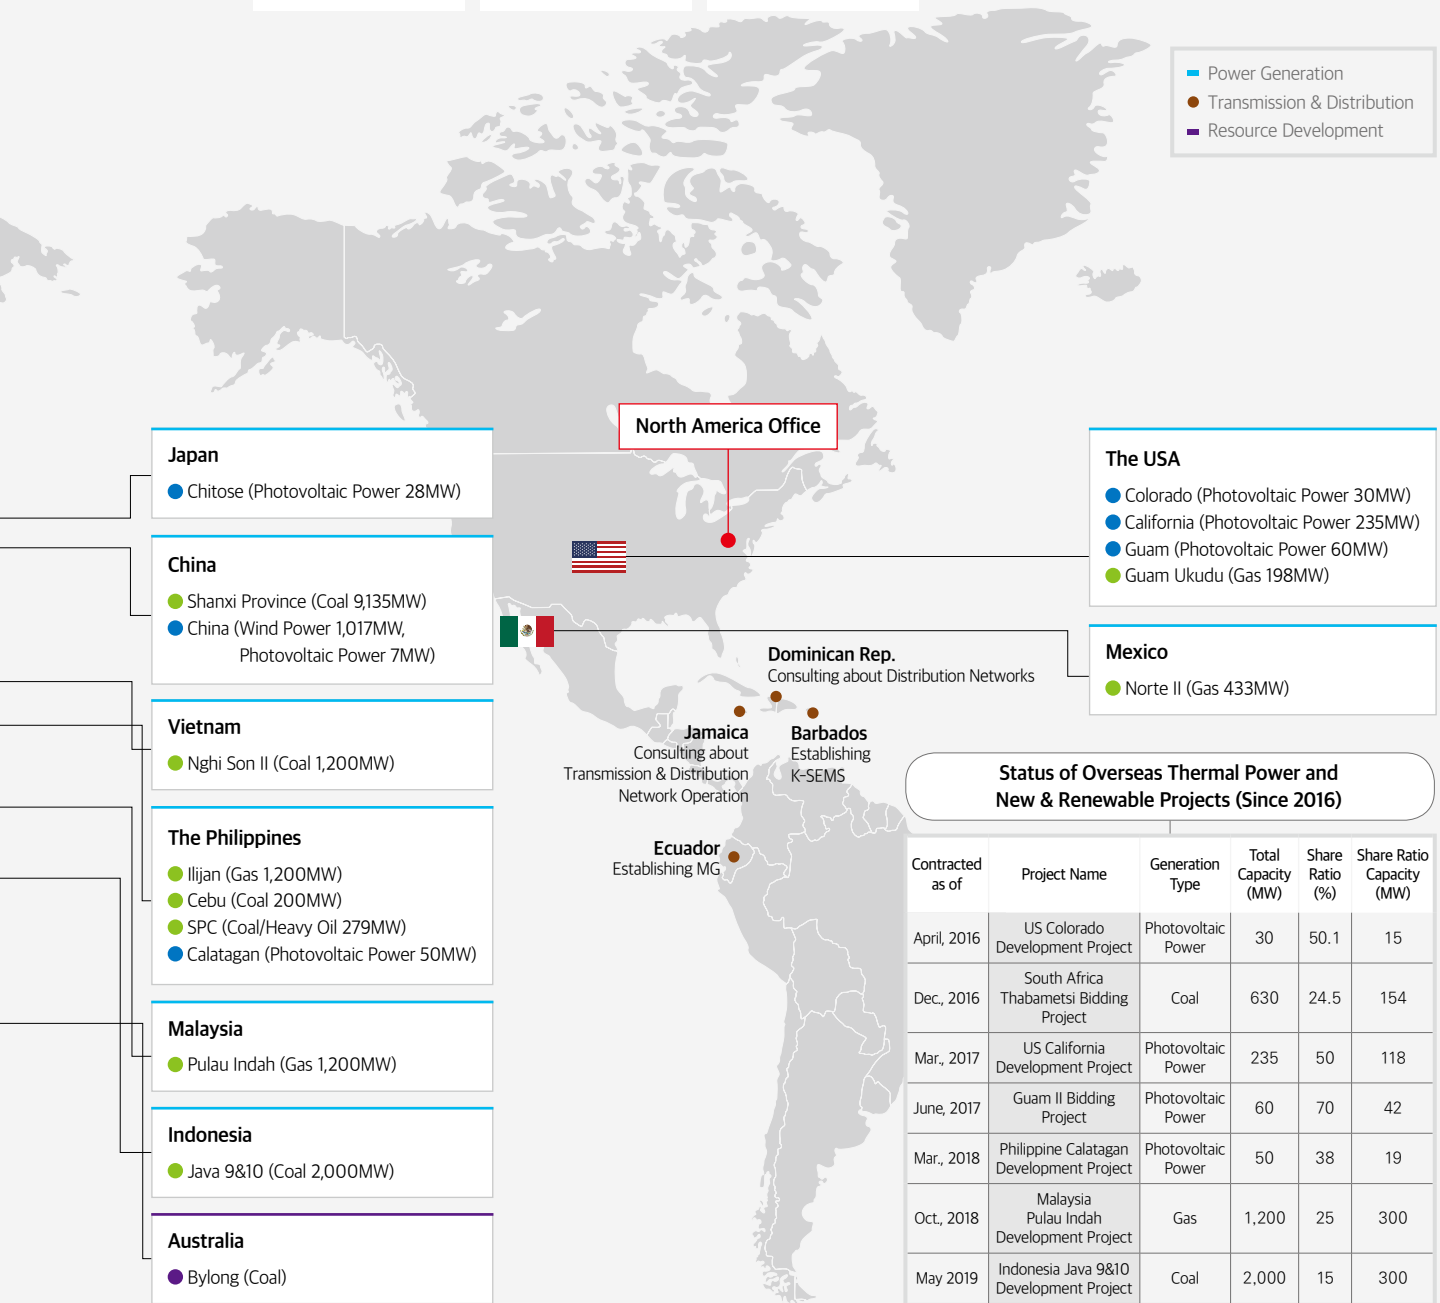 Power Generation
Transmission & Distribution
Resource Development
North America Office
Japan
Chitose (Photovoltaic Power 28MW)
China
Shanxi Province (Coal 9,135MW)
China (Wind Power 1,017MW,
Photovoltaic Power 7MW)
Vietnam
Nghi Son II (Coal 1,200MW)
The Philippines
Ilijan (Gas 1,200MW)
Cebu (Coal 200MW)
SPC (Coal/Heavy Oil 279MW)
Calatagan (Photovoltaic Power 50MW)
Malaysia
Pulau Indah (Gas 1,200MW)
Indonesia
Java 9&10 (Coal 2,000MW)
Australia
Bylong (Coal)
The USA
Colorado (Photovoltaic Power 30MW)
California (Photovoltaic Power 235MW)
Guam (Photovoltaic Power 60MW)
Guam Ukudu (Gas 198MW)
Mexico
Norte II (Gas 433MW)
Dominican Rep.
Consulting about Distribution Networks
Jamaica
Consulting about
Transmission & Distribution
Network Operation
Barbados
Establishing
K-SEMS
Ecuador
Establishing MG
Status of Overseas Thermal Power and
New & Renewable Projects (Since 2016)
Contracted as of Project Name Generation Type Total Capacity (MW) Share Ratio (%) Share Ratio Capacity (MW)
April, 2016 US Colorado Development Project Photovoltaic Power 30 50.1 15
Dec., 2016 South Africa Thabametsi Bidding Project Coal 630 24.5 154
Mar., 2017 US California Development Project Photovoltaic Power 235 50 118
June, 2017 Guam II Bidding Project Photovoltaic Power 60 70 42
Mar., 2018 Philippine Calatagan Development Project Photovoltaic Power 50 38 19
Oct., 2018 Malaysia Pulau Indah Development Project Gas 1,200 25 300
May 2019 Indonesia Java 9&10 Development Project Coal 2,000 15 300